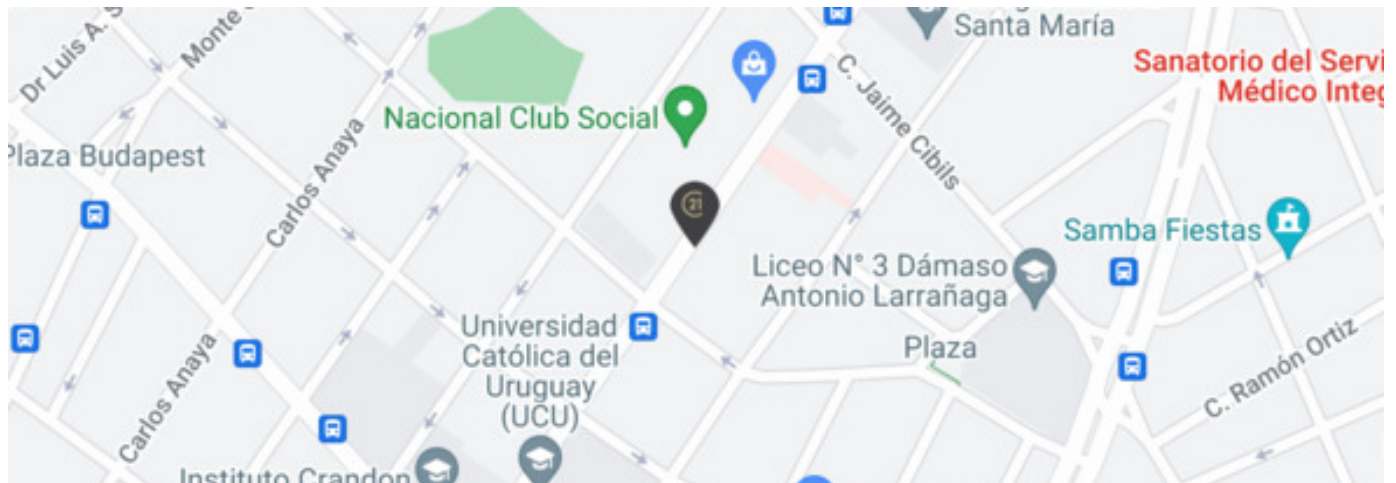 Dr Luis A. S
Monte
Santa María
C. Jaime Cibils
Sanatorio del Servi
Médico Integ
Nacional Club Social
Carlos Anaya
Plaza Budapest
21
Samba Fiestas
Liceo N° 3 Dámaso
Antonio Larrañaga
Universidad
Católica del
Uruguay
(UCU)
Plaza
C. Ramón Ortiz
Carlos Anaya
Instituto Crandon